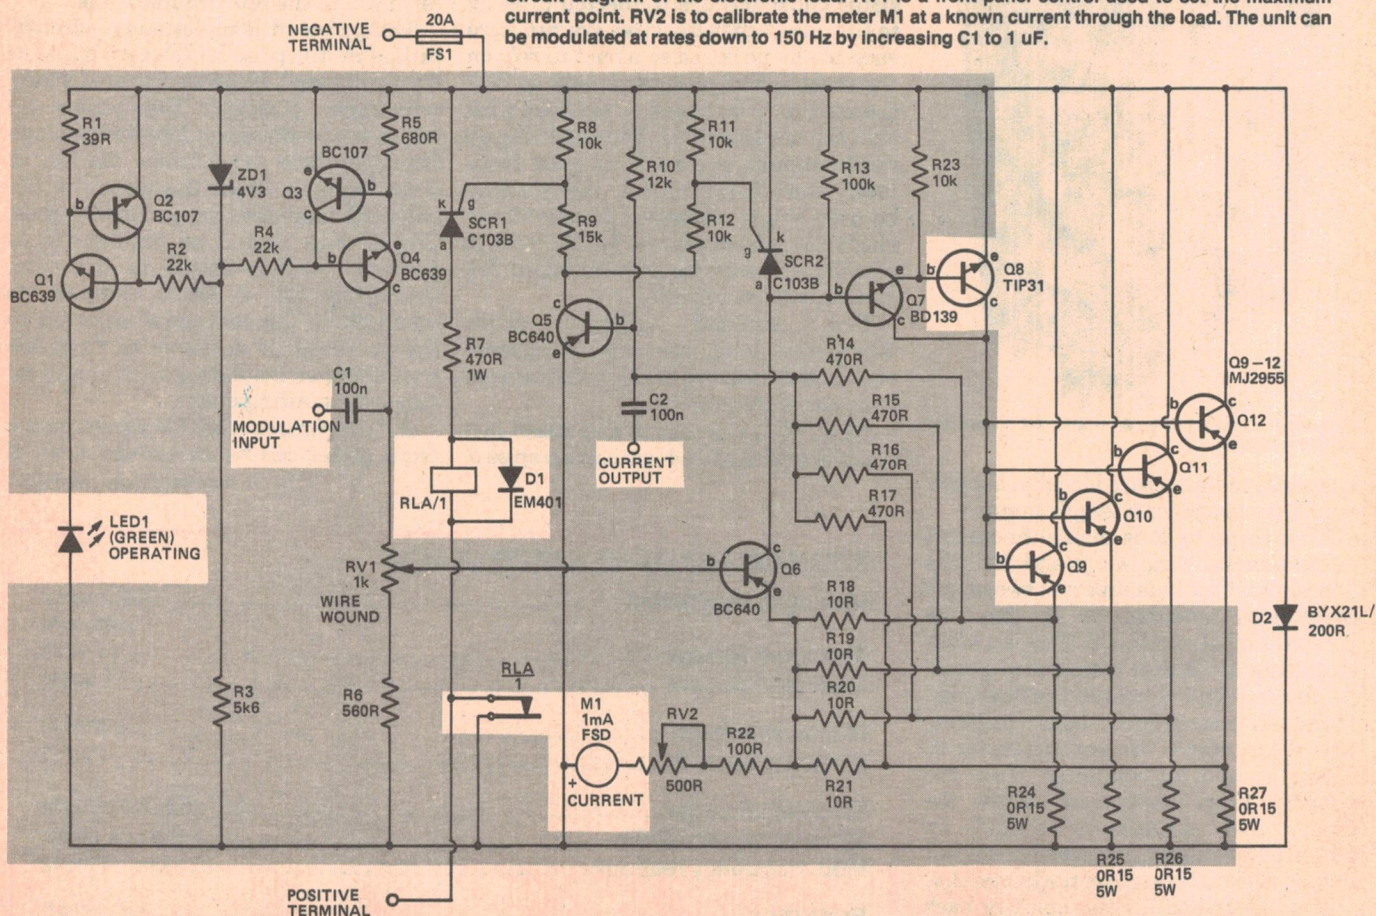 Circuit diagram of the electronic load. RV1 is a front panel control used to set the maximum
current point. RV2 is to calibrate the meter M1 at a known current through the load. The unit can
be modulated at rates down to 150 Hz by increasing C1 to 1 uF.
NEGATIVE
TERMINAL
20A
FS1
R1
39R
b
Q2
BC107
Q1
BC639
R2
22k
ZD1
4V3
R4
22k
BC107
e
Q3
b
c
R5
680R
e
b
Q4
BC639
c
K
g
SCR1
a
C103B
R7
470R
1W
R8
10k
R9
15k
R10
12k
R11
10k
R12
10k
k
g
SCR2
a
C103B
R13
100k
R23
10k
c
Q5
b
BC640
e
e
b
Q7
c
BD139
e
b
Q8
TIP31
c
C1
100n
MODULATION
INPUT
RLA/1
D1
EM401
C2
100n
CURRENT
OUTPUT
R14
470R
R15
470R
R16
470R
R17
470R
Q9-12
MJ2955
b
c
Q12
e
b
c
Q11
e
b
c
Q10
e
b
c
Q9
e
LED1
(GREEN)
OPERATING
RV1
1k
WIRE
WOUND
b
c
Q6
e
BC640
R18
10R
R19
10R
R20
10R
R21
10R
D2
BYX21L/
200R
R3
5k6
R6
560R
RLA
1
M1
1mA
FSD
+
CURRENT
RV2
500R
R22
100R
R24
0R15
5W
R25
0R15
5W
R26
0R15
5W
R27
0R15
5W
POSITIVE
TERMINAL